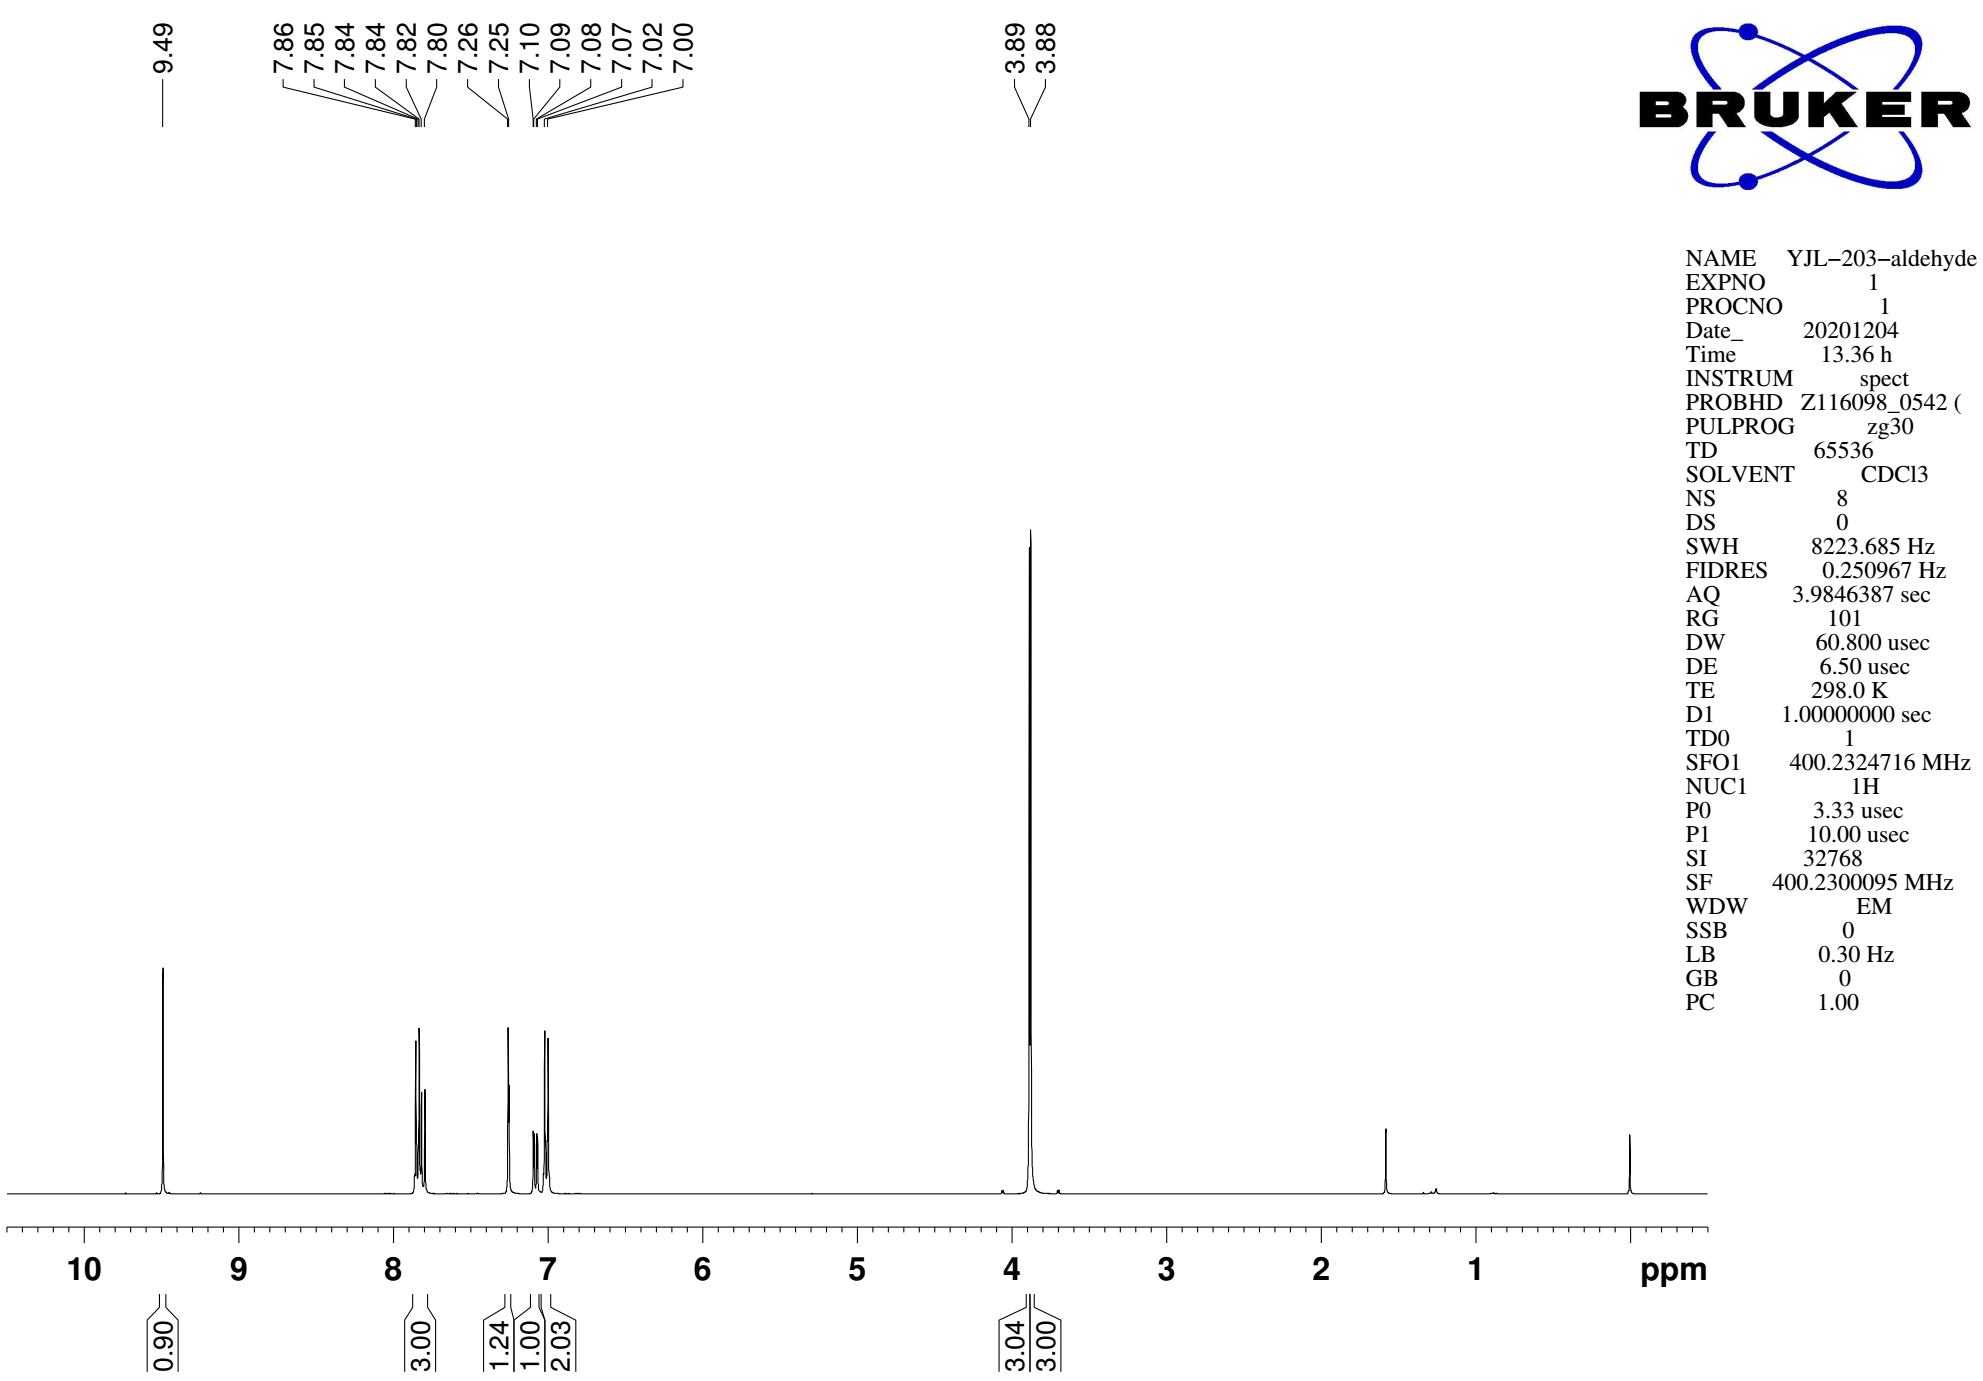 9.49
7.86
7.85
7.84
7.84
7.82
7.80
7.26
7.25
7.10
7.09
7.08
7.07
7.02
7.00
3.89
3.88
BRUKER
NAME YJL-203-aldehyde
EXPNO 1
PROCNO 1
Date_ 20201204
Time 13.36 h
INSTRUM spect
PROBHD Z116098_0542 (
PULPROG zg30
TD 65536
SOLVENT CDCl3
NS 8
DS 0
SWH 8223.685 Hz
FIDRES 0.250967 Hz
AQ 3.9846387 sec
RG 101
DW 60.800 usec
DE 6.50 usec
TE 298.0 K
D1 1.00000000 sec
TD0 1
SFO1 400.2324716 MHz
NUC1 1H
P0 3.33 usec
P1 10.00 usec
SI 32768
SF 400.2300095 MHz
WDW EM
SSB 0
LB 0.30 Hz
GB 0
PC 1.00
10 9 8 7 6 5 4 3 2 1 ppm
0.90
3.00
1.24
1.00
2.03
3.04
3.00